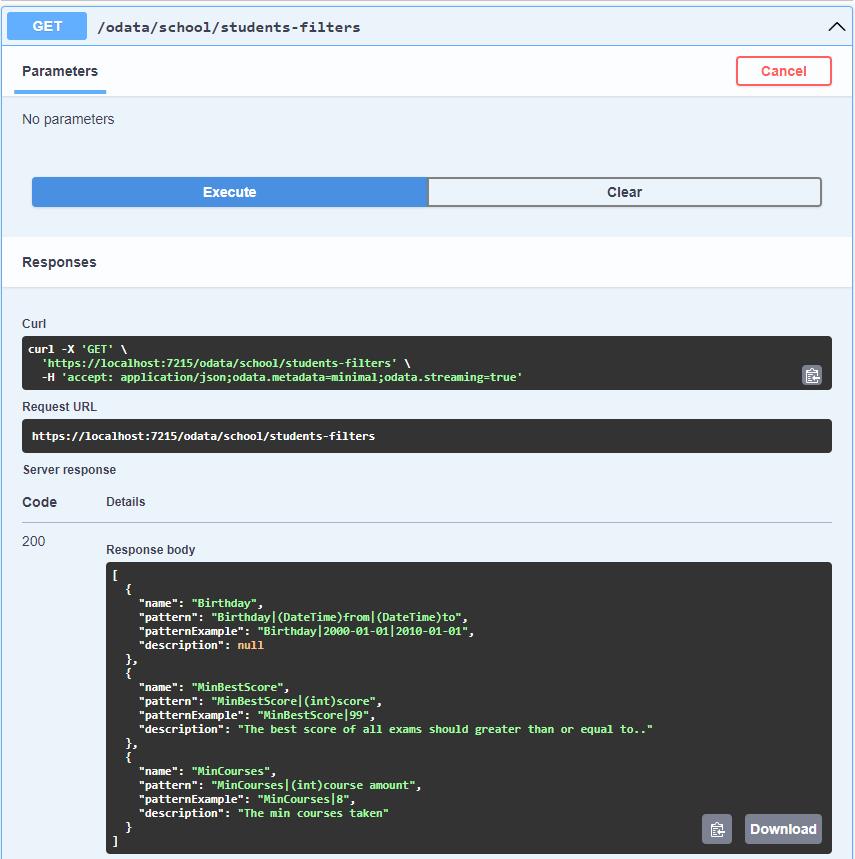 GET /odata/school/students-filters
Parameters
Cancel
No parameters
Execute
Clear
Responses
Curl
curl -X 'GET' \
  'https://localhost:7215/odata/school/students-filters' \
  -H 'accept: application/json;odata.metadata=minimal;odata.streaming=true'
Request URL
https://localhost:7215/odata/school/students-filters
Server response
Code Details
200
Response body
[
  {
    "name": "Birthday",
    "pattern": "Birthday|(DateTime)from|(DateTime)to",
    "patternExample": "Birthday|2000-01-01|2010-01-01",
    "description": null
  },
  {
    "name": "MinBestScore",
    "pattern": "MinBestScore|(int)score",
    "patternExample": "MinBestScore|99",
    "description": "The best score of all exams should greater than or equal to.."
  },
  {
    "name": "MinCourses",
    "pattern": "MinCourses|(int)course amount",
    "patternExample": "MinCourses|8",
    "description": "The min courses taken"
  }
]
Download